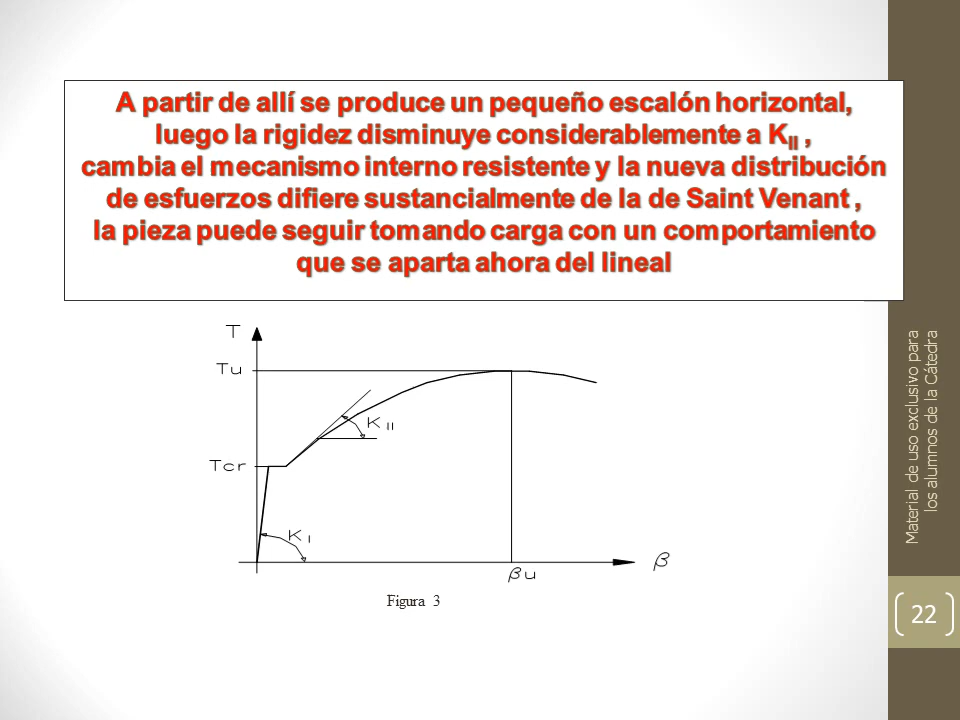 A partir de allí se produce un pequeño escalón horizontal,
luego la rigidez disminuye considerablemente a KII ,
cambia el mecanismo interno resistente y la nueva distribución
de esfuerzos difiere sustancialmente de la de Saint Venant ,
la pieza puede seguir tomando carga con un comportamiento
que se aparta ahora del lineal
T
Tu
K II
Tcr
K I
β
βu
Figura 3
Material de uso exclusivo para
los alumnos de la Cátedra
22